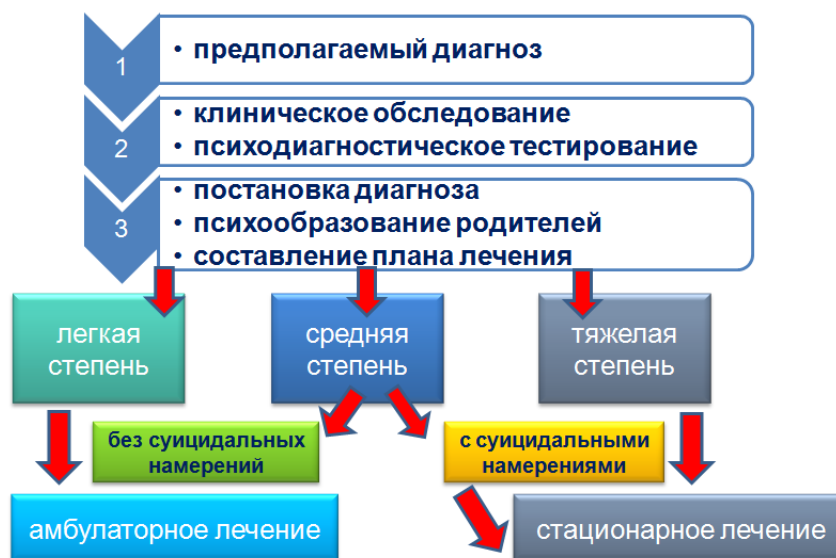 1
• предполагаемый диагноз
2
• клиническое обследование
• психодиагностическое тестирование
3
• постановка диагноза
• психообразование родителей
• составление плана лечения
легкая
степень
средняя
степень
тяжелая
степень
без суицидальных
намерений
с суицидальными
намерениями
амбулаторное лечение
стационарное лечение